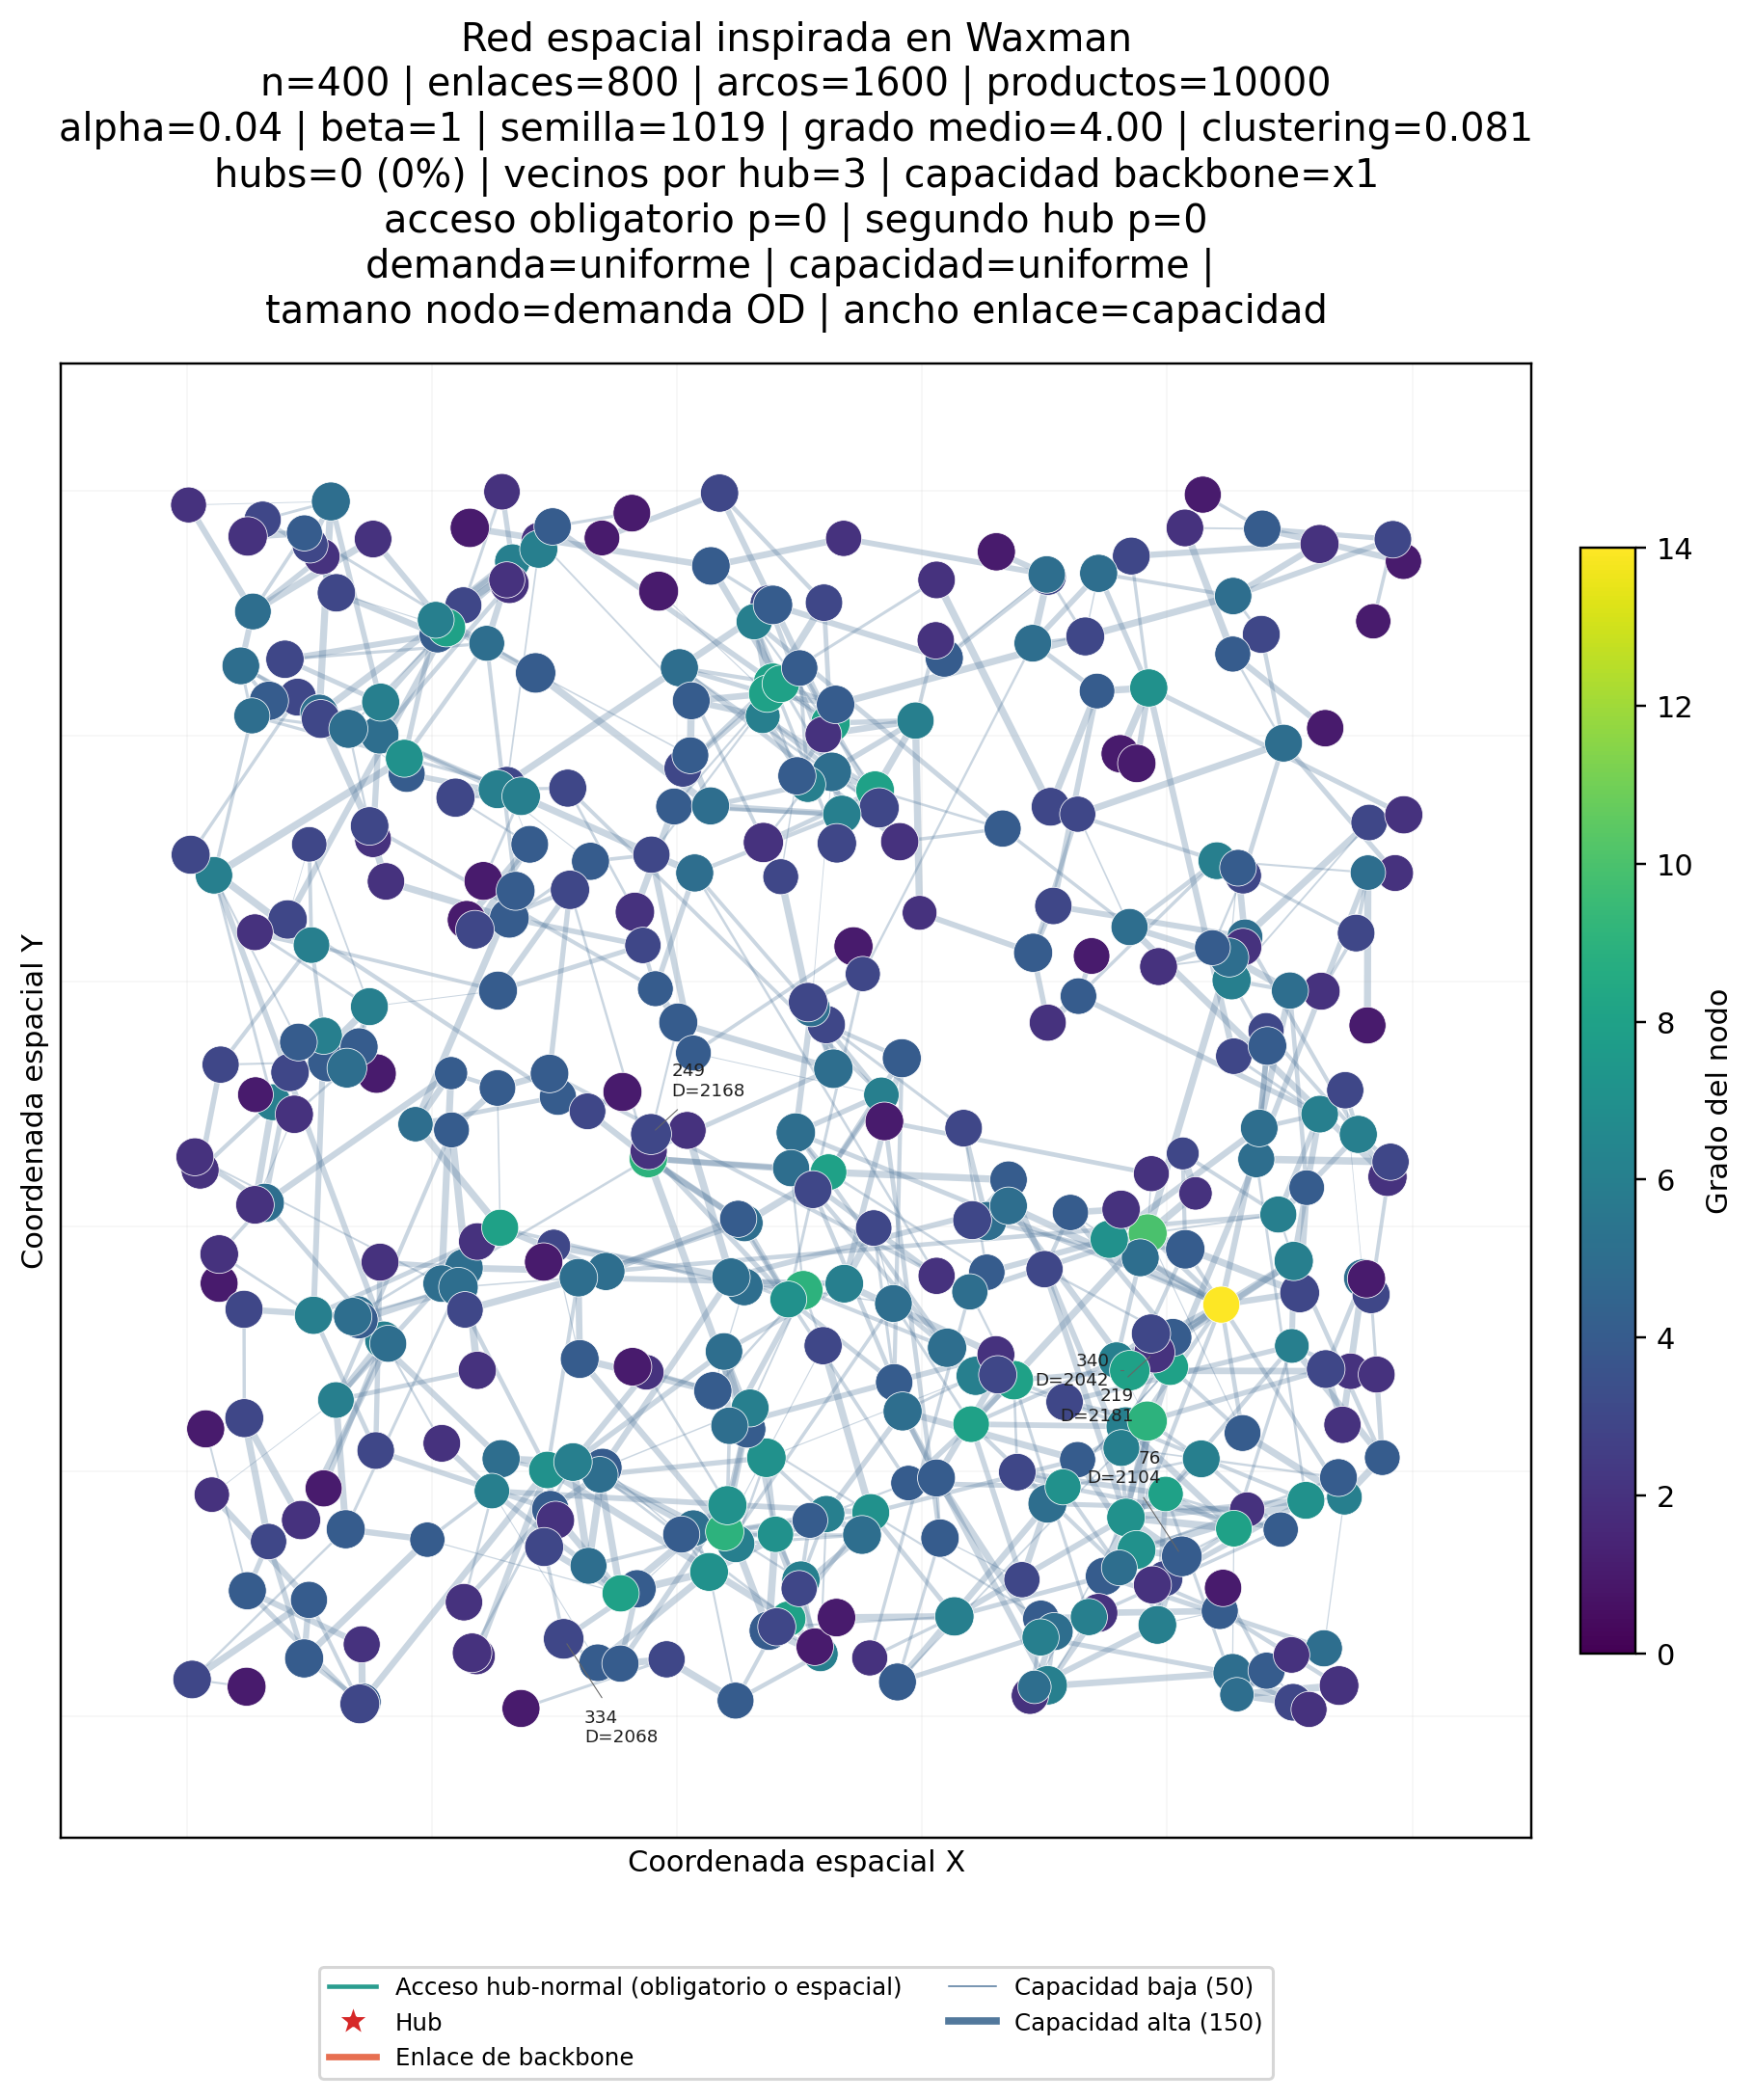 Red espacial inspirada en Waxman
n=400 | enlaces=800 | arcos=1600 | productos=10000
alpha=0.04 | beta=1 | semilla=1019 | grado medio=4.00 | clustering=0.081
hubs=0 (0%) | vecinos por hub=3 | capacidad backbone=x1
acceso obligatorio p=0 | segundo hub p=0
demanda=uniforme | capacidad=uniforme |
tamano nodo=demanda OD | ancho enlace=capacidad
Coordenada espacial Y
249
D=2168
340
D=2042
219
D=2181
76
D=2104
334
D=2068
Coordenada espacial X
14
12
10
8
6
4
2
0
Grado del nodo
Acceso hub-normal (obligatorio o espacial)
Hub
Enlace de backbone
Capacidad baja (50)
Capacidad alta (150)